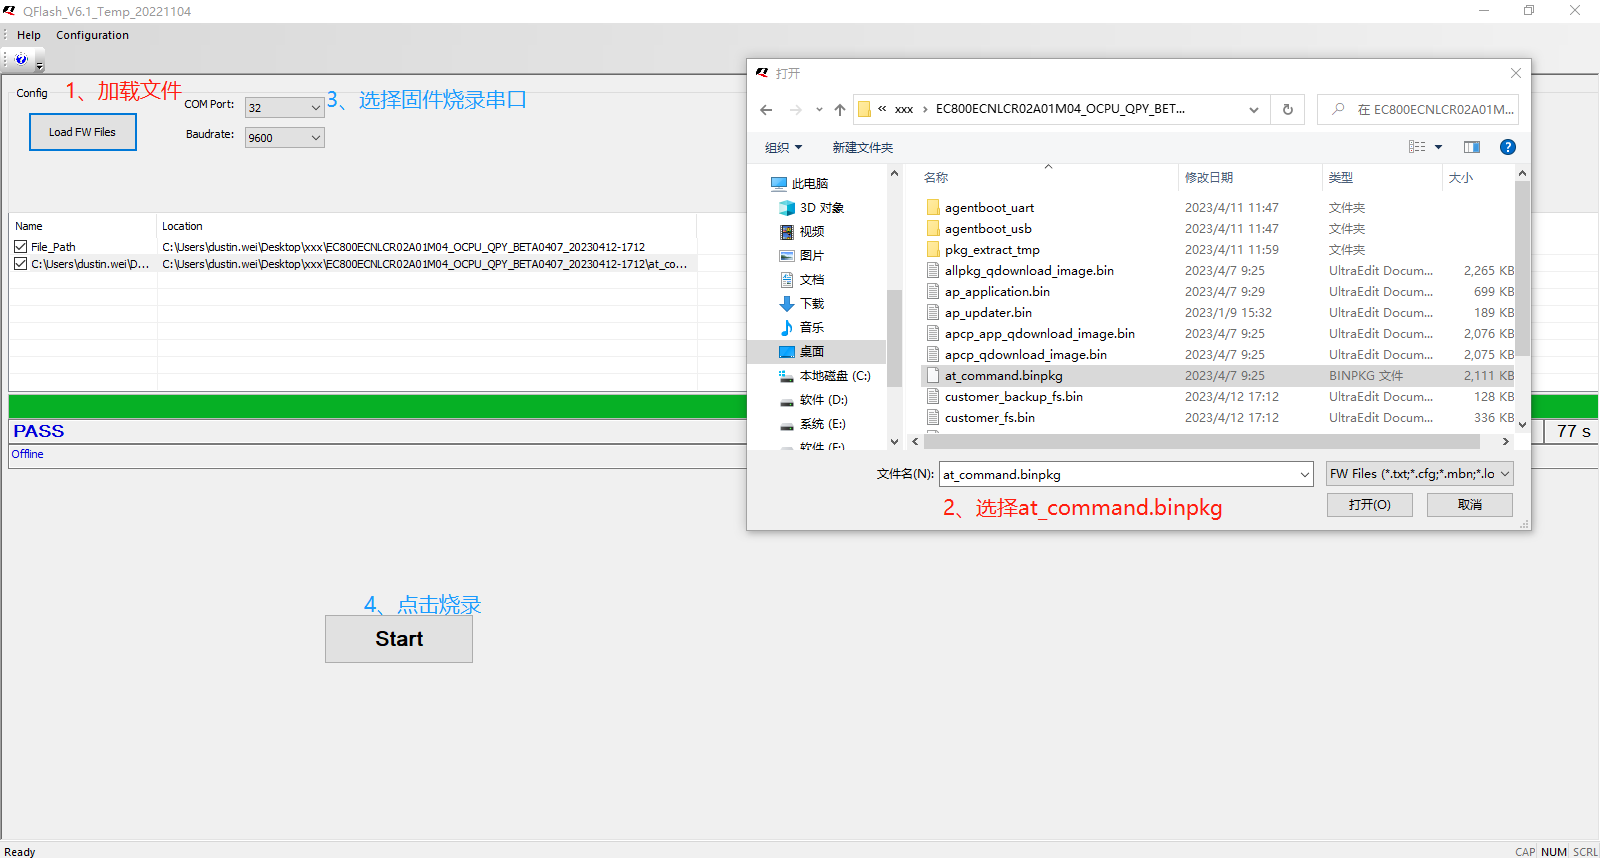 QFlash_V6.1_Temp_20221104
Help Configuration
Config
1、加载文件
COM Port: 32
3、选择固件烧录串口
Load FW Files
Baudrate: 9600
Name Location
File_Path C:\Users\dustin.wei\Desktop\xxx\EC800ECNLCR02A01M04_OCPU_QPY_BETA0407_20230412-1712
C:\Users\dustin.wei\D... C:\Users\dustin.wei\Desktop\xxx\EC800ECNLCR02A01M04_OCPU_QPY_BETA0407_20230412-1712\at_co...
PASS
77 s
Offline
打开
« xxx › EC800ECNLCR02A01M04_OCPU_QPY_BET...
在 EC800ECNLCR02A01M...
组织 新建文件夹
此电脑
3D 对象
视频
图片
文档
下载
音乐
桌面
本地磁盘 (C:)
软件 (D:)
系统 (E:)
软件 (F:)
名称 修改日期 类型 大小
agentboot_uart 2023/4/11 11:47 文件夹
agentboot_usb 2023/4/11 11:47 文件夹
pkg_extract_tmp 2023/4/11 11:59 文件夹
allpkg_qdownload_image.bin 2023/4/7 9:25 UltraEdit Docum... 2,265 KB
ap_application.bin 2023/4/7 9:29 UltraEdit Docum... 699 KB
ap_updater.bin 2023/1/9 15:32 UltraEdit Docum... 189 KB
apcp_app_qdownload_image.bin 2023/4/7 9:25 UltraEdit Docum... 2,076 KB
apcp_qdownload_image.bin 2023/4/7 9:25 UltraEdit Docum... 2,075 KB
at_command.binpkg 2023/4/7 9:25 BINPKG 文件 2,111 KB
customer_backup_fs.bin 2023/4/12 17:12 UltraEdit Docum... 128 KB
customer_fs.bin 2023/4/12 17:12 UltraEdit Docum... 336 KB
文件名(N): at_command.binpkg FW Files (*.txt;*.cfg;*.mbn;*.lo
2、选择at_command.binpkg
打开(O) 取消
4、点击烧录
Start
Ready
CAP NUM SCRL